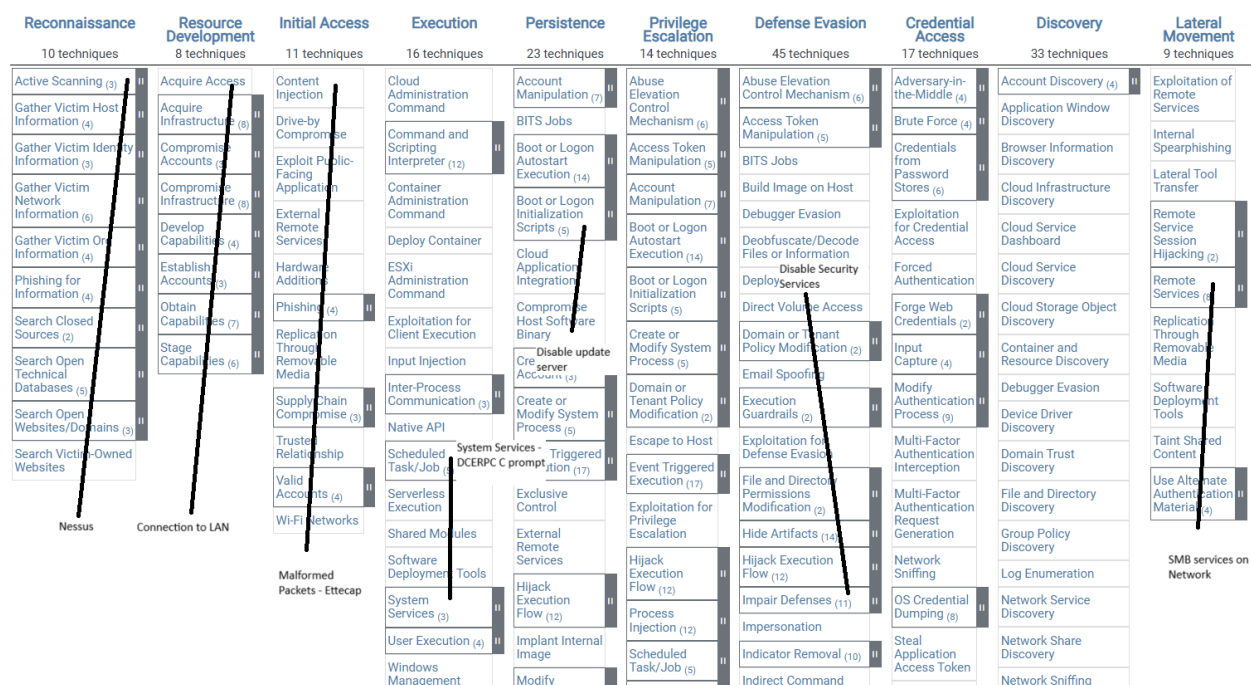 Reconnaissance
10 techniques
Active Scanning (3)
Gather Victim Host
Information (4)
Gather Victim Identity
Information (3)
Gather Victim
Network
Information (6)
Gather Victim Org
Information (4)
Phishing for
Information (4)
Search Closed
Sources (2)
Search Open
Technical
Databases (5)
Search Open
Websites/Domains (3)
Search Victim-Owned
Websites
Nessus
Resource
Development
8 techniques
Acquire Access
Acquire
Infrastructure (8)
Compromise
Accounts (3)
Compromise
Infrastructure (8)
Develop
Capabilities (4)
Establish
Accounts (3)
Obtain
Capabilities (7)
Stage
Capabilities (6)
Connection to LAN
Initial Access
11 techniques
Content
Injection
Drive-by
Compromise
Exploit Public-
Facing
Application
External
Remote
Services
Hardware
Additions
Phishing (4)
Replication
Through
Removable
Media
Supply Chain
Compromise (3)
Trusted
Relationship
Valid
Accounts (4)
Wi-Fi Networks
Malformed
Packets - Ettecap
Execution
16 techniques
Cloud
Administration
Command
Command and
Scripting
Interpreter (12)
Container
Administration
Command
Deploy Container
ESXi
Administration
Command
Exploitation for
Client Execution
Input Injection
Inter-Process
Communication (3)
Native API
Scheduled
Task/Job (5)
System Services -
DCERPC C prompt
Serverless
Execution
Shared Modules
Software
Deployment Tools
System
Services (3)
User Execution (4)
Windows
Management
Persistence
23 techniques
Account
Manipulation (7)
BITS Jobs
Boot or Logon
Autostart
Execution (14)
Boot or Logon
Initialization
Scripts (5)
Cloud
Application
Integration
Compromise
Host Software
Binary
Disable update
server
Cre
Account (3)
Create or
Modify System
Process (5)
Triggered
tion (17)
Exclusive
Control
External
Remote
Services
Hijack
Execution
Flow (12)
Implant Internal
Image
Modify
Privilege
Escalation
14 techniques
Abuse
Elevation
Control
Mechanism (6)
Access Token
Manipulation (5)
Account
Manipulation (7)
Boot or Logon
Autostart
Execution (14)
Boot or Logon
Initialization
Scripts (5)
Create or
Modify System
Process (5)
Domain or
Tenant Policy
Modification (2)
Escape to Host
Event Triggered
Execution (17)
Exploitation for
Privilege
Escalation
Hijack
Execution
Flow (12)
Process
Injection (12)
Scheduled
Task/Job (5)
Defense Evasion
45 techniques
Abuse Elevation
Control Mechanism (6)
Access Token
Manipulation (5)
BITS Jobs
Build Image on Host
Debugger Evasion
Deobfuscate/Decode
Files or Information
Disable Security
Services
Deploy
Direct Volume Access
Domain or Tenant
Policy Modification (2)
Email Spoofing
Execution
Guardrails (2)
Exploitation for
Defense Evasion
File and Directory
Permissions
Modification (2)
Hide Artifacts (14)
Hijack Execution
Flow (12)
Impair Defenses (11)
Impersonation
Indicator Removal (10)
Indirect Command
Credential
Access
17 techniques
Adversary-in-
the-Middle (4)
Brute Force (4)
Credentials
from
Password
Stores (6)
Exploitation
for Credential
Access
Forced
Authentication
Forge Web
Credentials (2)
Input
Capture (4)
Modify
Authentication
Process (9)
Multi-Factor
Authentication
Interception
Multi-Factor
Authentication
Request
Generation
Network
Sniffing
OS Credential
Dumping (8)
Steal
Application
Access Token
Discovery
33 techniques
Account Discovery (4)
Application Window
Discovery
Browser Information
Discovery
Cloud Infrastructure
Discovery
Cloud Service
Dashboard
Cloud Service
Discovery
Cloud Storage Object
Discovery
Container and
Resource Discovery
Debugger Evasion
Device Driver
Discovery
Domain Trust
Discovery
File and Directory
Discovery
Group Policy
Discovery
Log Enumeration
Network Service
Discovery
Network Share
Discovery
Network Sniffing
Lateral
Movement
9 techniques
Exploitation of
Remote
Services
Internal
Spearphishing
Lateral Tool
Transfer
Remote
Service
Session
Hijacking (2)
Remote
Services (8)
Replication
Through
Removable
Media
Software
Deployment
Tools
Taint Shared
Content
Use Alternate
Authentication
Material (4)
SMB services on
Network